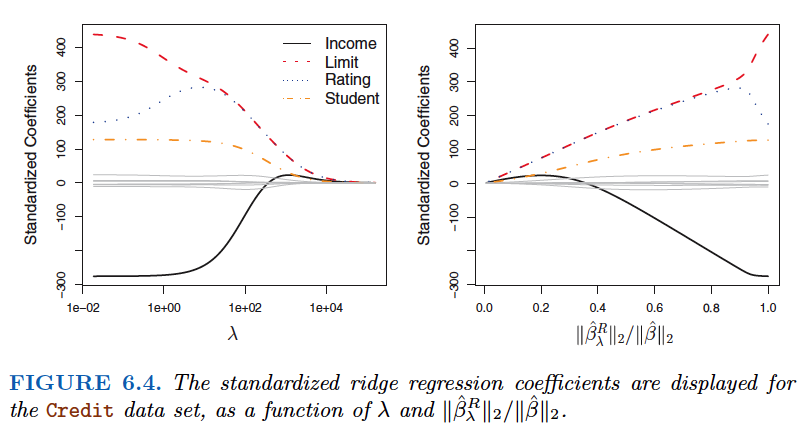 Standardized Coefficients
400
300
200
100
0
−100
−300
1e−02
1e+00
1e+02
1e+04
λ
Income
Limit
Rating
Student
Standardized Coefficients
400
300
200
100
0
−100
−300
0.0
0.2
0.4
0.6
0.8
1.0
‖β̂λᴿ‖₂/‖β̂‖₂
FIGURE 6.4. The standardized ridge regression coefficients are displayed for
the Credit data set, as a function of λ and ‖β̂λᴿ‖₂/‖β̂‖₂.